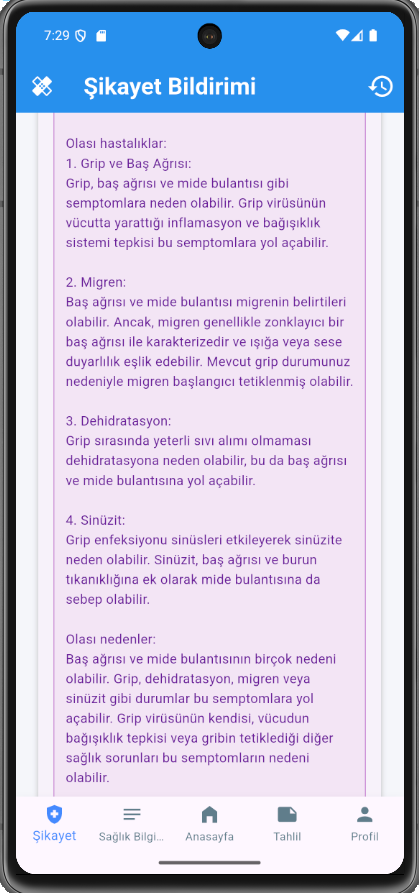 7:29
Şikayet Bildirimi
Olası hastalıklar:
1. Grip ve Baş Ağrısı:
Grip, baş ağrısı ve mide bulantısı gibi
semptomlara neden olabilir. Grip virüsünün
vücutta yarattığı inflamasyon ve bağışıklık
sistemi tepkisi bu semptomlara yol açabilir.
2. Migren:
Baş ağrısı ve mide bulantısı migrenin belirtileri
olabilir. Ancak, migren genellikle zonklayıcı bir
baş ağrısı ile karakterizedir ve ışığa veya sese
duyarlılık eşlik edebilir. Mevcut grip durumunuz
nedeniyle migren başlangıcı tetiklenmiş olabilir.
3. Dehidratasyon:
Grip sırasında yeterli sıvı alımı olmaması
dehidratasyona neden olabilir, bu da baş ağrısı
ve mide bulantısına yol açabilir.
4. Sinüzit:
Grip enfeksiyonu sinüsleri etkileyerek sinüzite
neden olabilir. Sinüzit, baş ağrısı ve burun
tıkanıklığına ek olarak mide bulantısına da
sebep olabilir.
Olası nedenler:
Baş ağrısı ve mide bulantısının birçok nedeni
olabilir. Grip, dehidratasyon, migren veya
sinüzit gibi durumlar bu semptomlara yol
açabilir. Grip virüsünün kendisi, vücudun
bağışıklık tepkisi veya gribin tetiklediği diğer
sağlık sorunları bu semptomların nedeni
olabilir.
Şikayet Sağlık Bilgi... Anasayfa Tahlil Profil